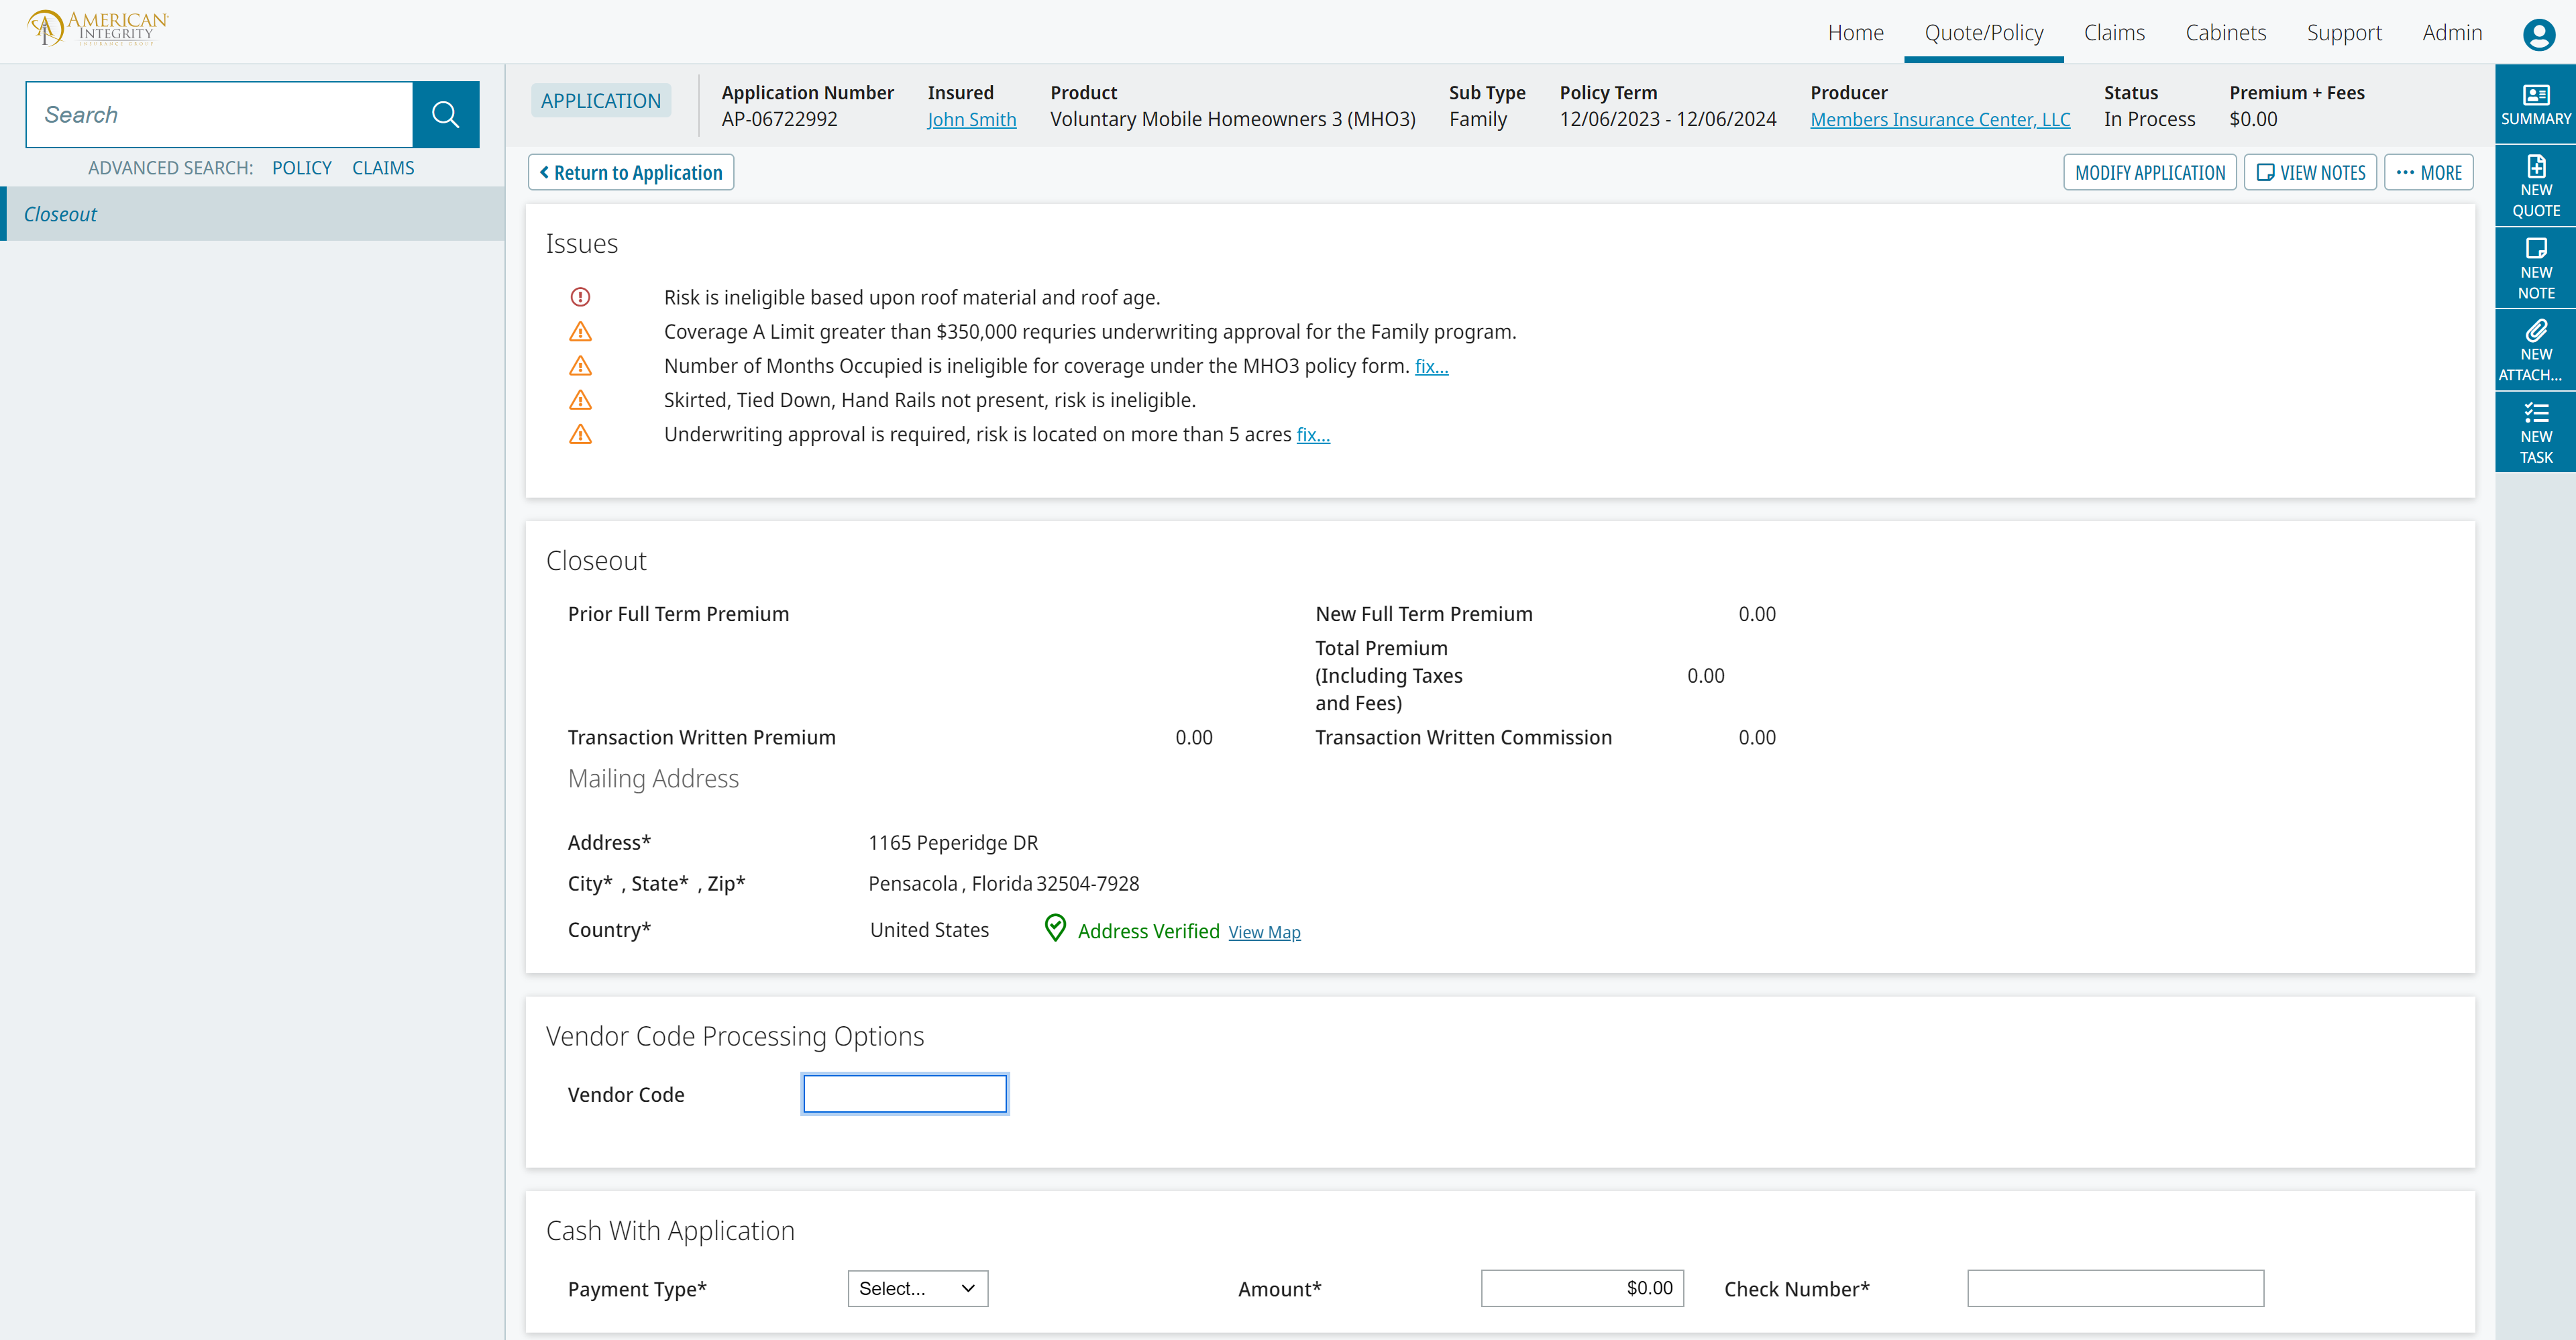 AMERICAN
INTEGRITY
INSURANCE GROUP
Home
Quote/Policy
Claims
Cabinets
Support
Admin
Search
ADVANCED SEARCH: POLICY CLAIMS
Closeout
APPLICATION
Application Number
AP-06722992
Insured
John Smith
Product
Voluntary Mobile Homeowners 3 (MHO3)
Sub Type
Family
Policy Term
12/06/2023 - 12/06/2024
Producer
Members Insurance Center, LLC
Status
In Process
Premium + Fees
$0.00
Return to Application
MODIFY APPLICATION
VIEW NOTES
MORE
SUMMARY
NEW
QUOTE
NEW
NOTE
NEW
ATTACH...
NEW
TASK
Issues
Risk is ineligible based upon roof material and roof age.
Coverage A Limit greater than $350,000 requries underwriting approval for the Family program.
Number of Months Occupied is ineligible for coverage under the MHO3 policy form. fix...
Skirted, Tied Down, Hand Rails not present, risk is ineligible.
Underwriting approval is required, risk is located on more than 5 acres fix...
Closeout
Prior Full Term Premium
New Full Term Premium 0.00
Total Premium
(Including Taxes 0.00
and Fees)
Transaction Written Premium 0.00
Transaction Written Commission 0.00
Mailing Address
Address* 1165 Peperidge DR
City* , State* , Zip* Pensacola , Florida 32504-7928
Country* United States Address Verified View Map
Vendor Code Processing Options
Vendor Code
Cash With Application
Payment Type* Select... Amount* $0.00 Check Number*